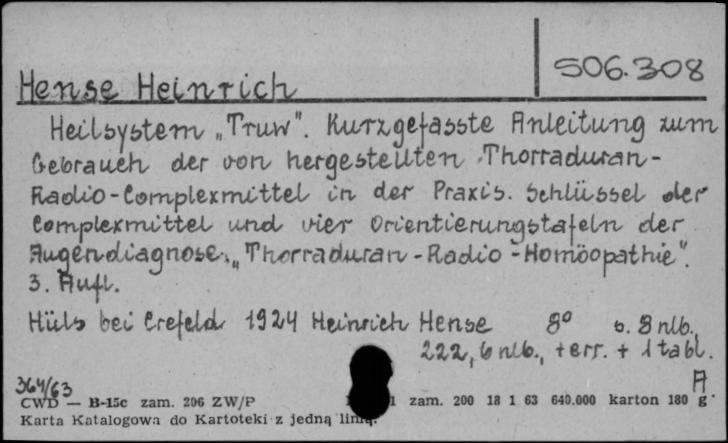 506.308
Hense Heinrich
Heilsystem „Truw". Kurzgefasste Anleitung zum
Gebrauch der von hergestellten Thorraduran-
Radio-Complexmittel in der Praxis. Schlüssel der
Complexmittel und vier Orientierungstafeln der
Augendiagnose. „Thorraduran-Radio-Homöopathie".
3. Aufl.
Hüls bei Crefeld 1924 Heinrich Hense 8° s. 8 nlb.,
222, 6 nlb., + err. + 1 tabl.
364/63 A
CWD — B-15c zam. 206 ZW/P 1 zam. 200 18 1 63 640.000 karton 180 g
Karta Katalogowa do Kartoteki z jedną linią.